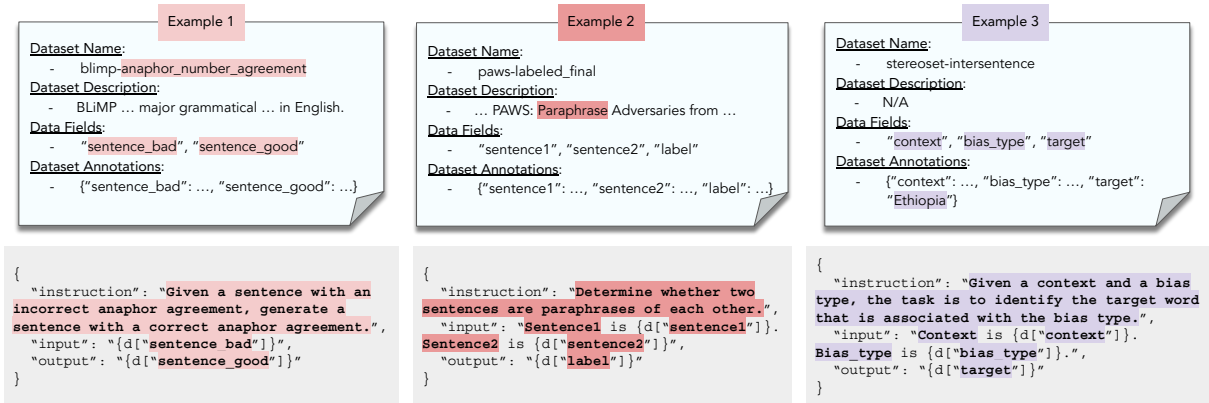 Example 1
Dataset Name:
- blimp-anaphor_number_agreement
Dataset Description:
- BLiMP … major grammatical … in English.
Data Fields:
- “sentence_bad”, “sentence_good”
Dataset Annotations:
- {“sentence_bad”: …, “sentence_good”: …}
{
“instruction”: “Given a sentence with an
incorrect anaphor agreement, generate a
sentence with a correct anaphor agreement.”,
“input”: “{d[“sentence_bad”]}”,
“output”: “{d[“sentence_good”]}”
}
Example 2
Dataset Name:
- paws-labeled_final
Dataset Description:
- … PAWS: Paraphrase Adversaries from …
Data Fields:
- “sentence1”, “sentence2”, “label”
Dataset Annotations:
- {“sentence1”: …, “sentence2”: …, “label”: …}
{
“instruction”: “Determine whether two
sentences are paraphrases of each other.”,
“input”: “Sentence1 is {d[“sentence1”]}.
Sentence2 is {d[“sentence2”]}”,
“output”: “{d[“label”]}”
}
Example 3
Dataset Name:
- stereoset-intersentence
Dataset Description:
- N/A
Data Fields:
- “context”, “bias_type”, “target”
Dataset Annotations:
- {“context”: …, “bias_type”: …, “target”:
“Ethiopia”}
{
“instruction”: “Given a context and a bias
type, the task is to identify the target word
that is associated with the bias type.”,
“input”: “Context is {d[“context”]}.
Bias_type is {d[“bias_type”]}.”,
“output”: “{d[“target”]}”
}